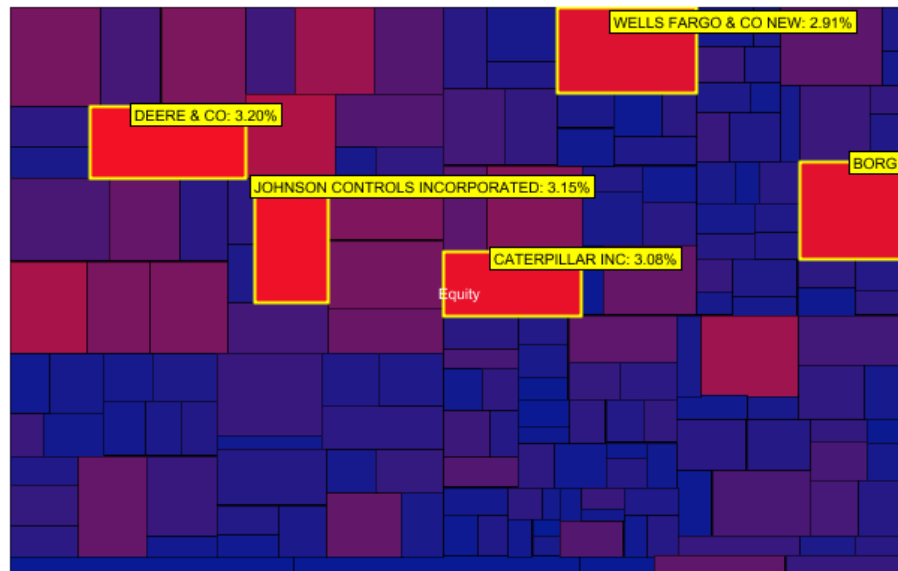 WELLS FARGO & CO NEW: 2.91%
DEERE & CO: 3.20%
BORG
JOHNSON CONTROLS INCORPORATED: 3.15%
CATERPILLAR INC: 3.08%
Equity